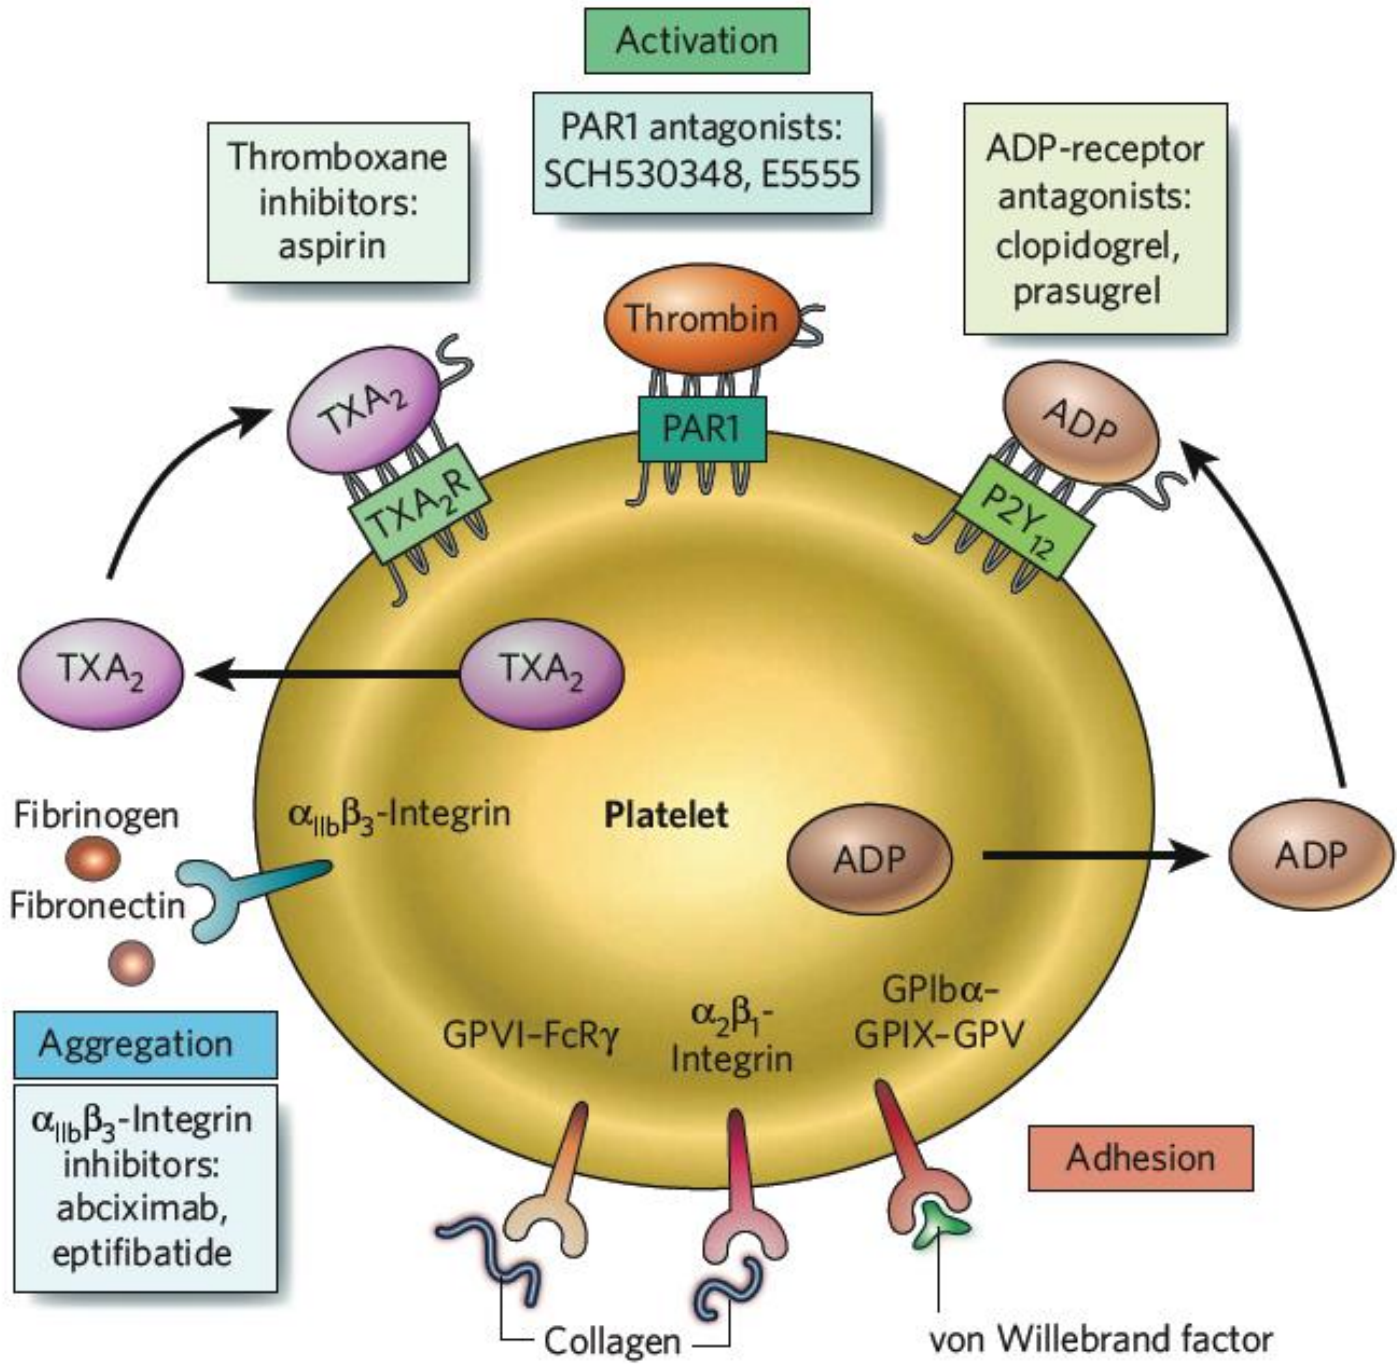 Activation
Thromboxane
inhibitors:
aspirin
PAR1 antagonists:
SCH530348, E5555
ADP-receptor
antagonists:
clopidogrel,
prasugrel
Thrombin
TXA₂
PAR1
ADP
TXA₂R
P2Y₁₂
TXA₂
TXA₂
Fibrinogen
α_IIbβ₃-Integrin
Platelet
ADP
ADP
Fibronectin
GPVI–FcRγ
α₂β₁-
Integrin
GPIbα–
GPIX–GPV
Aggregation
α_IIbβ₃-Integrin
inhibitors:
abciximab,
eptifibatide
Adhesion
Collagen
von Willebrand factor